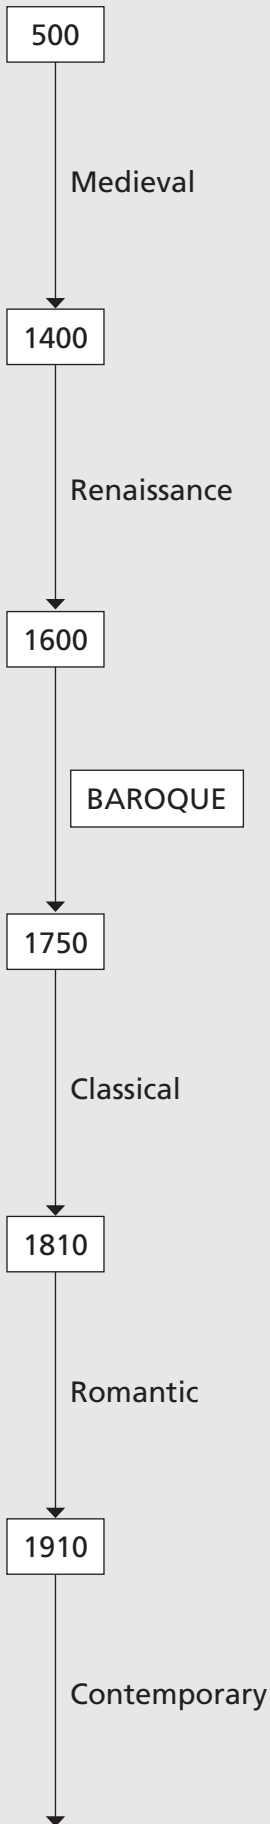 500
Medieval
1400
Renaissance
1600
BAROQUE
1750
Classical
1810
Romantic
1910
Contemporary